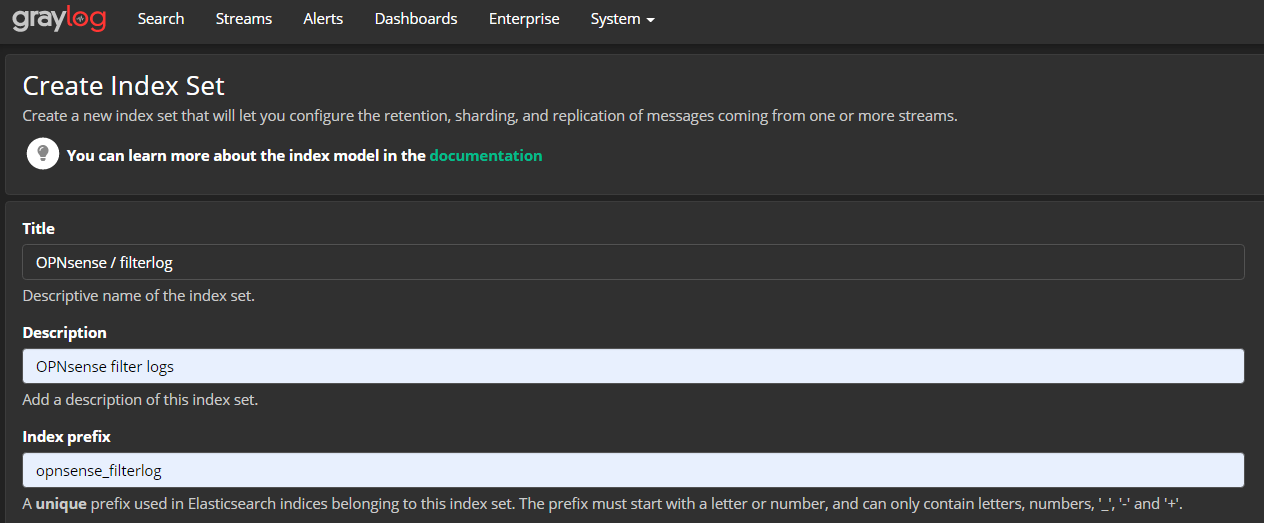 graylog Search Streams Alerts Dashboards Enterprise System
Create Index Set
Create a new index set that will let you configure the retention, sharding, and replication of messages coming from one or more streams.
You can learn more about the index model in the documentation
Title
OPNsense / filterlog
Descriptive name of the index set.
Description
OPNsense filter logs
Add a description of this index set.
Index prefix
opnsense_filterlog
A unique prefix used in Elasticsearch indices belonging to this index set. The prefix must start with a letter or number, and can only contain letters, numbers, '_', '-' and '+'.